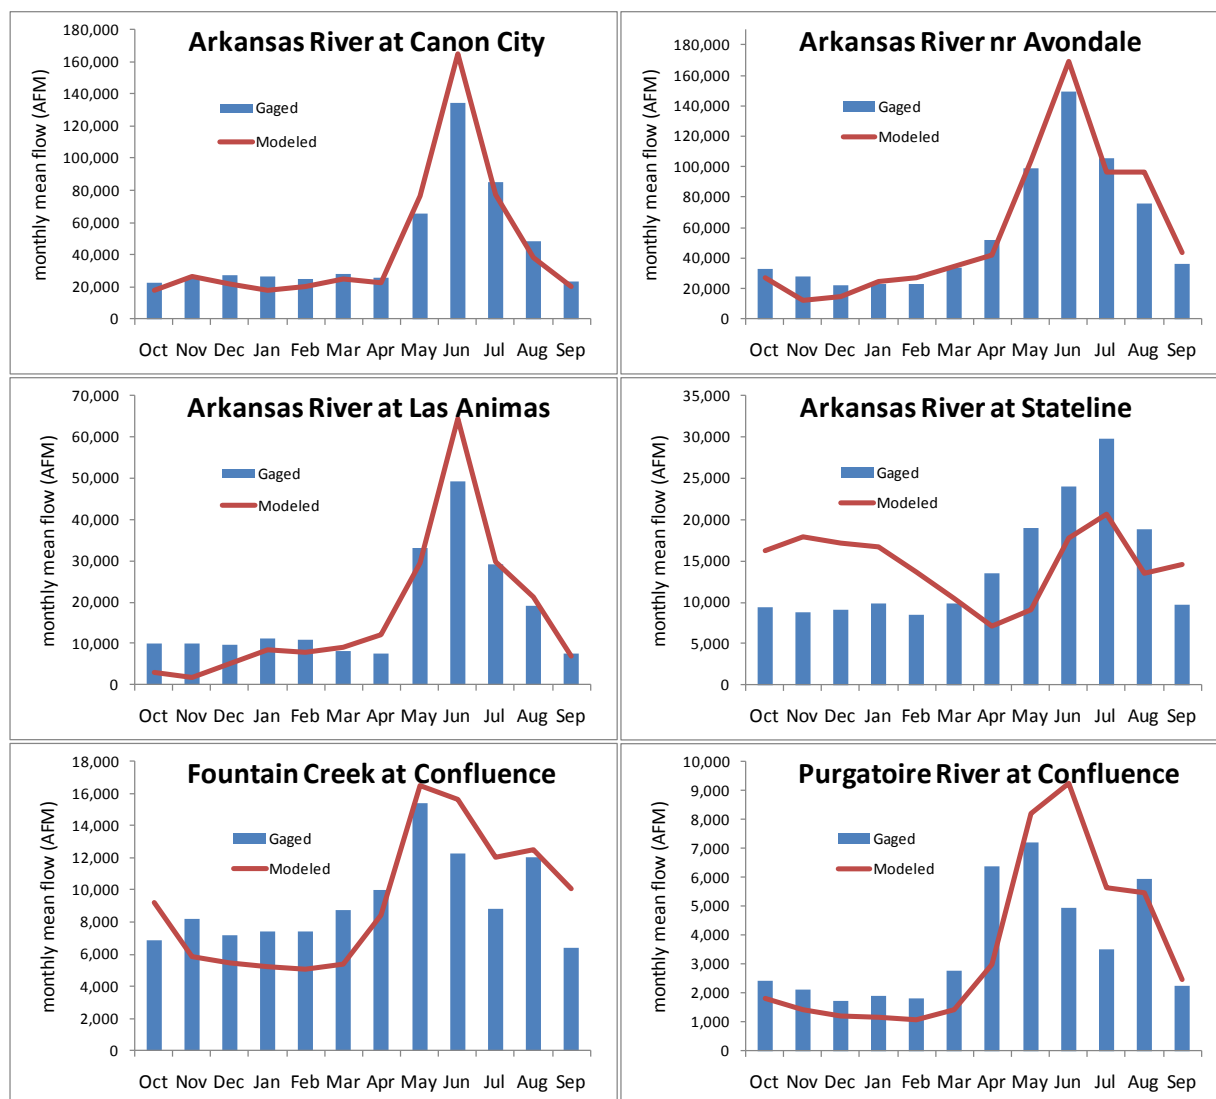 Arkansas River at Canon City
monthly mean flow (AFM)
180,000
160,000
140,000
120,000
100,000
80,000
60,000
40,000
20,000
0
Gaged
Modeled
Oct Nov Dec Jan Feb Mar Apr May Jun Jul Aug Sep
Arkansas River nr Avondale
monthly mean flow (AFM)
180,000
160,000
140,000
120,000
100,000
80,000
60,000
40,000
20,000
0
Gaged
Modeled
Oct Nov Dec Jan Feb Mar Apr May Jun Jul Aug Sep
Arkansas River at Las Animas
monthly mean flow (AFM)
70,000
60,000
50,000
40,000
30,000
20,000
10,000
0
Gaged
Modeled
Oct Nov Dec Jan Feb Mar Apr May Jun Jul Aug Sep
Arkansas River at Stateline
monthly mean flow (AFM)
35,000
30,000
25,000
20,000
15,000
10,000
5,000
0
Gaged
Modeled
Oct Nov Dec Jan Feb Mar Apr May Jun Jul Aug Sep
Fountain Creek at Confluence
monthly mean flow (AFM)
18,000
16,000
14,000
12,000
10,000
8,000
6,000
4,000
2,000
0
Gaged
Modeled
Oct Nov Dec Jan Feb Mar Apr May Jun Jul Aug Sep
Purgatoire River at Confluence
monthly mean flow (AFM)
10,000
9,000
8,000
7,000
6,000
5,000
4,000
3,000
2,000
1,000
0
Gaged
Modeled
Oct Nov Dec Jan Feb Mar Apr May Jun Jul Aug Sep